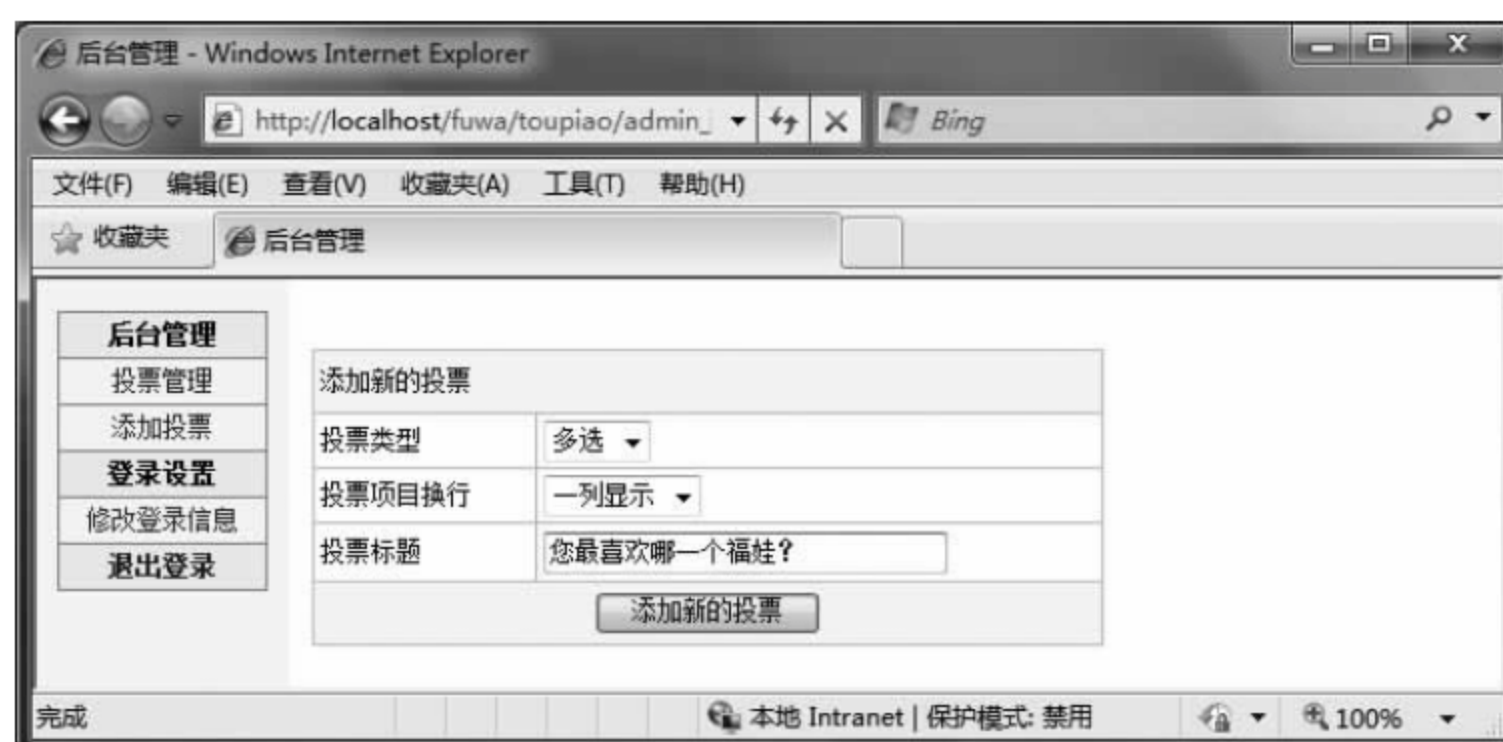 后台管理 - Windows Internet Explorer
http://localhost/fuwa/toupiao/admin_
Bing
文件(F) 编辑(E) 查看(V) 收藏夹(A) 工具(T) 帮助(H)
收藏夹 后台管理
后台管理
投票管理
添加投票
登录设置
修改登录信息
退出登录
添加新的投票
投票类型 多选
投票项目换行 一列显示
投票标题 您最喜欢哪一个福娃?
添加新的投票
完成 本地 Intranet | 保护模式: 禁用 100%